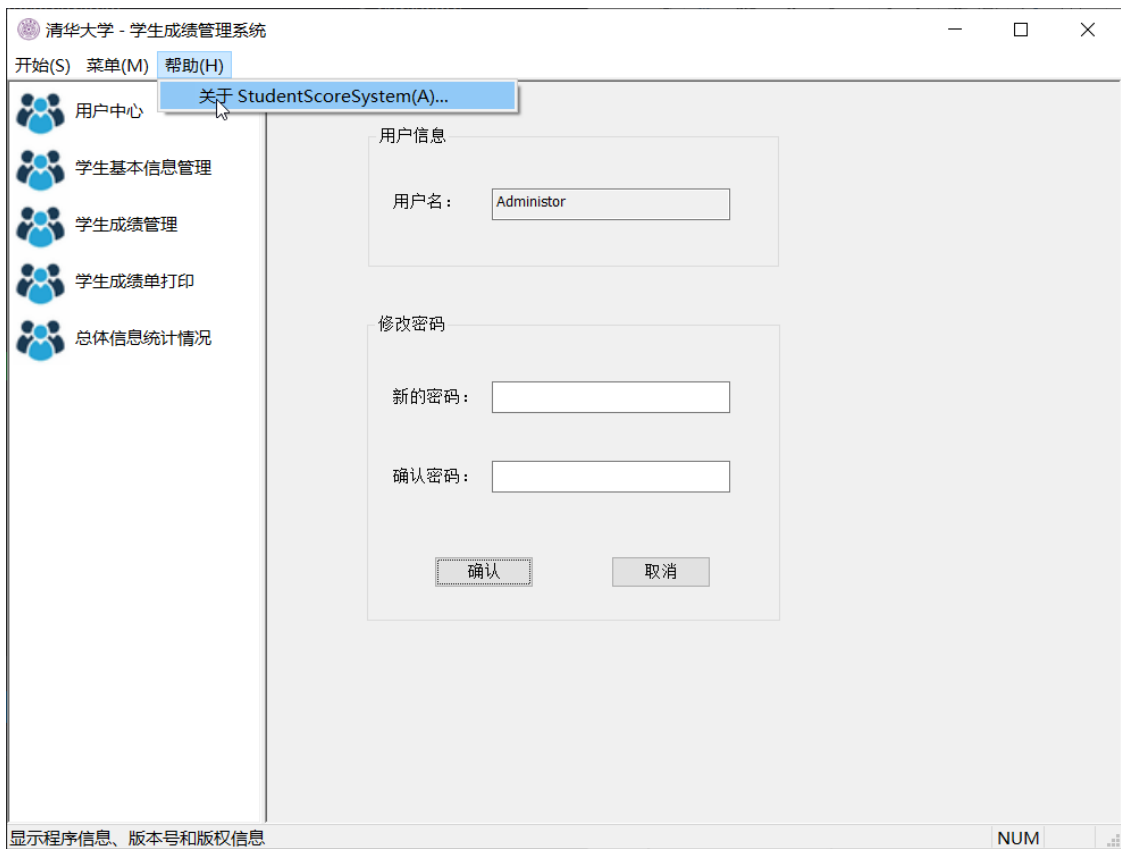 清华大学 - 学生成绩管理系统
开始(S) 菜单(M) 帮助(H)
关于 StudentScoreSystem(A)...
用户中心
学生基本信息管理
学生成绩管理
学生成绩单打印
总体信息统计情况
用户信息
用户名： Administor
修改密码
新的密码：
确认密码：
确认 取消
显示程序信息、版本号和版权信息 NUM